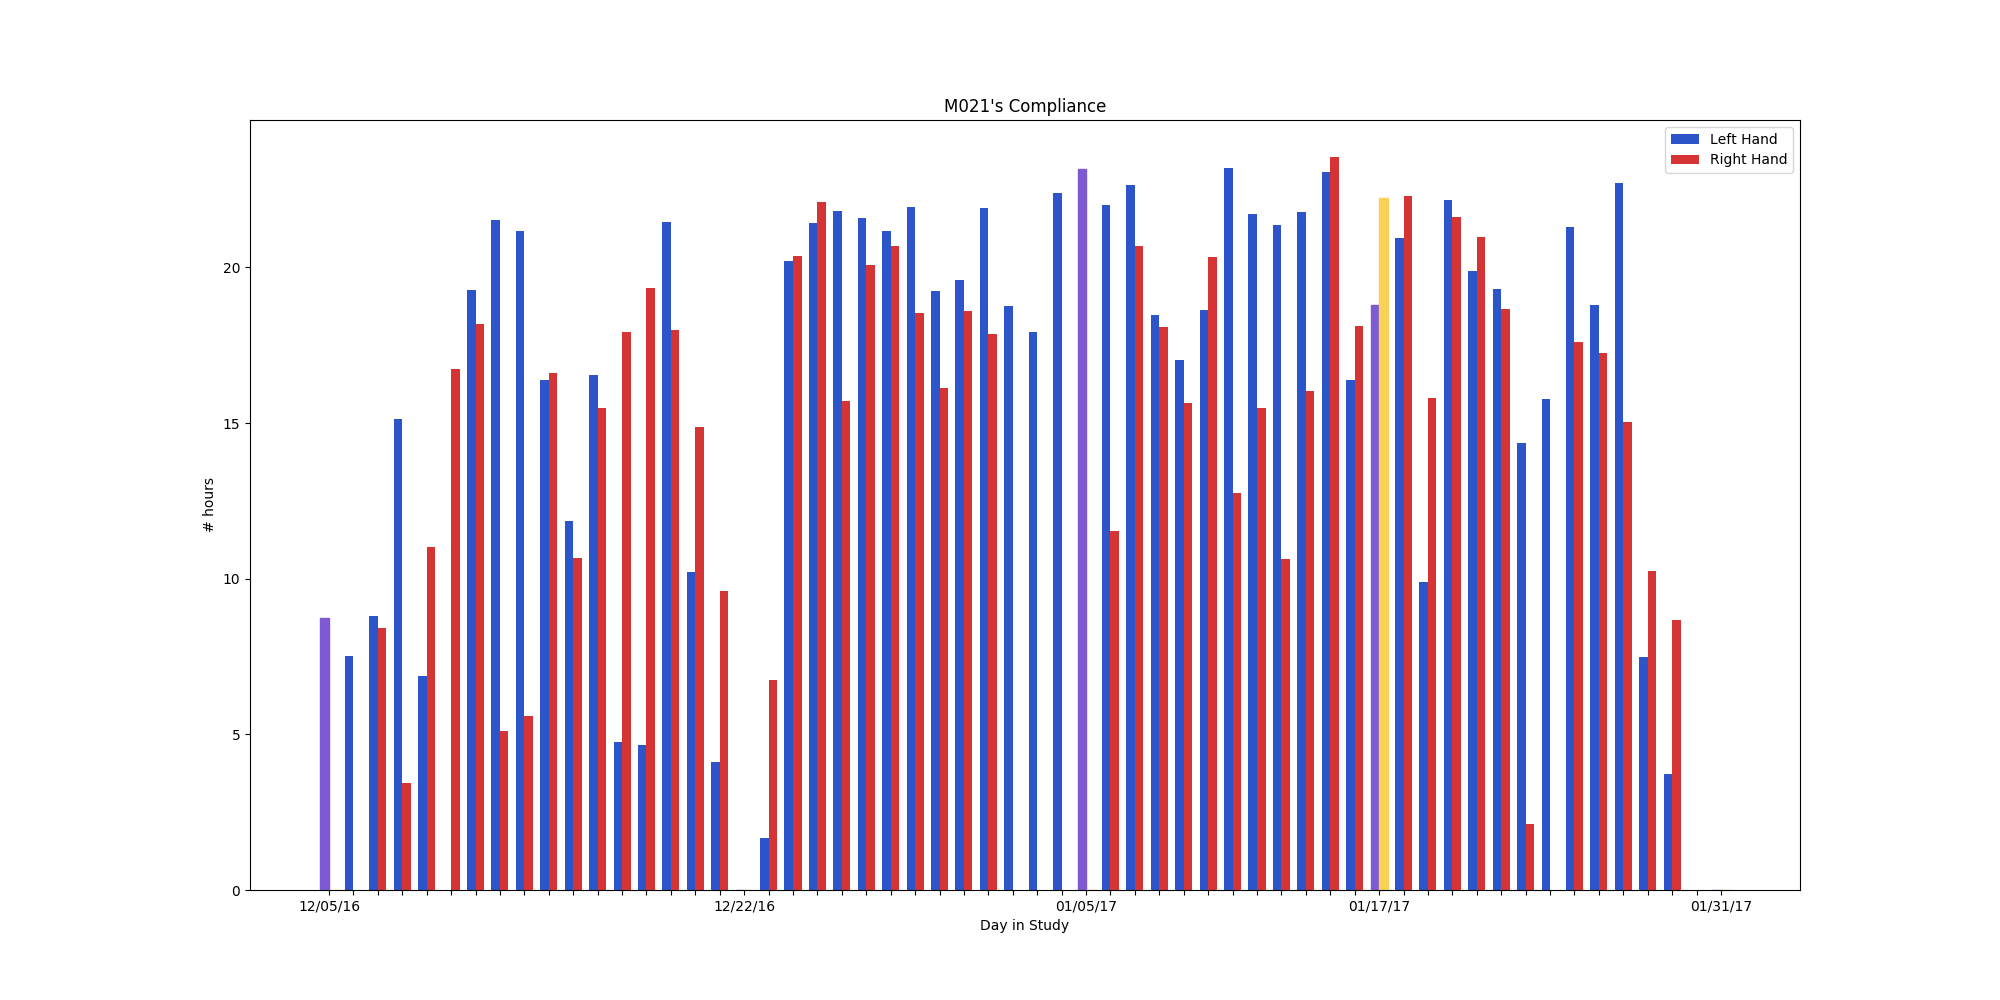 M021's Compliance
Left Hand
Right Hand
20
15
10
5
0
# hours
12/05/16 12/22/16 01/05/17 01/17/17 01/31/17
Day in Study